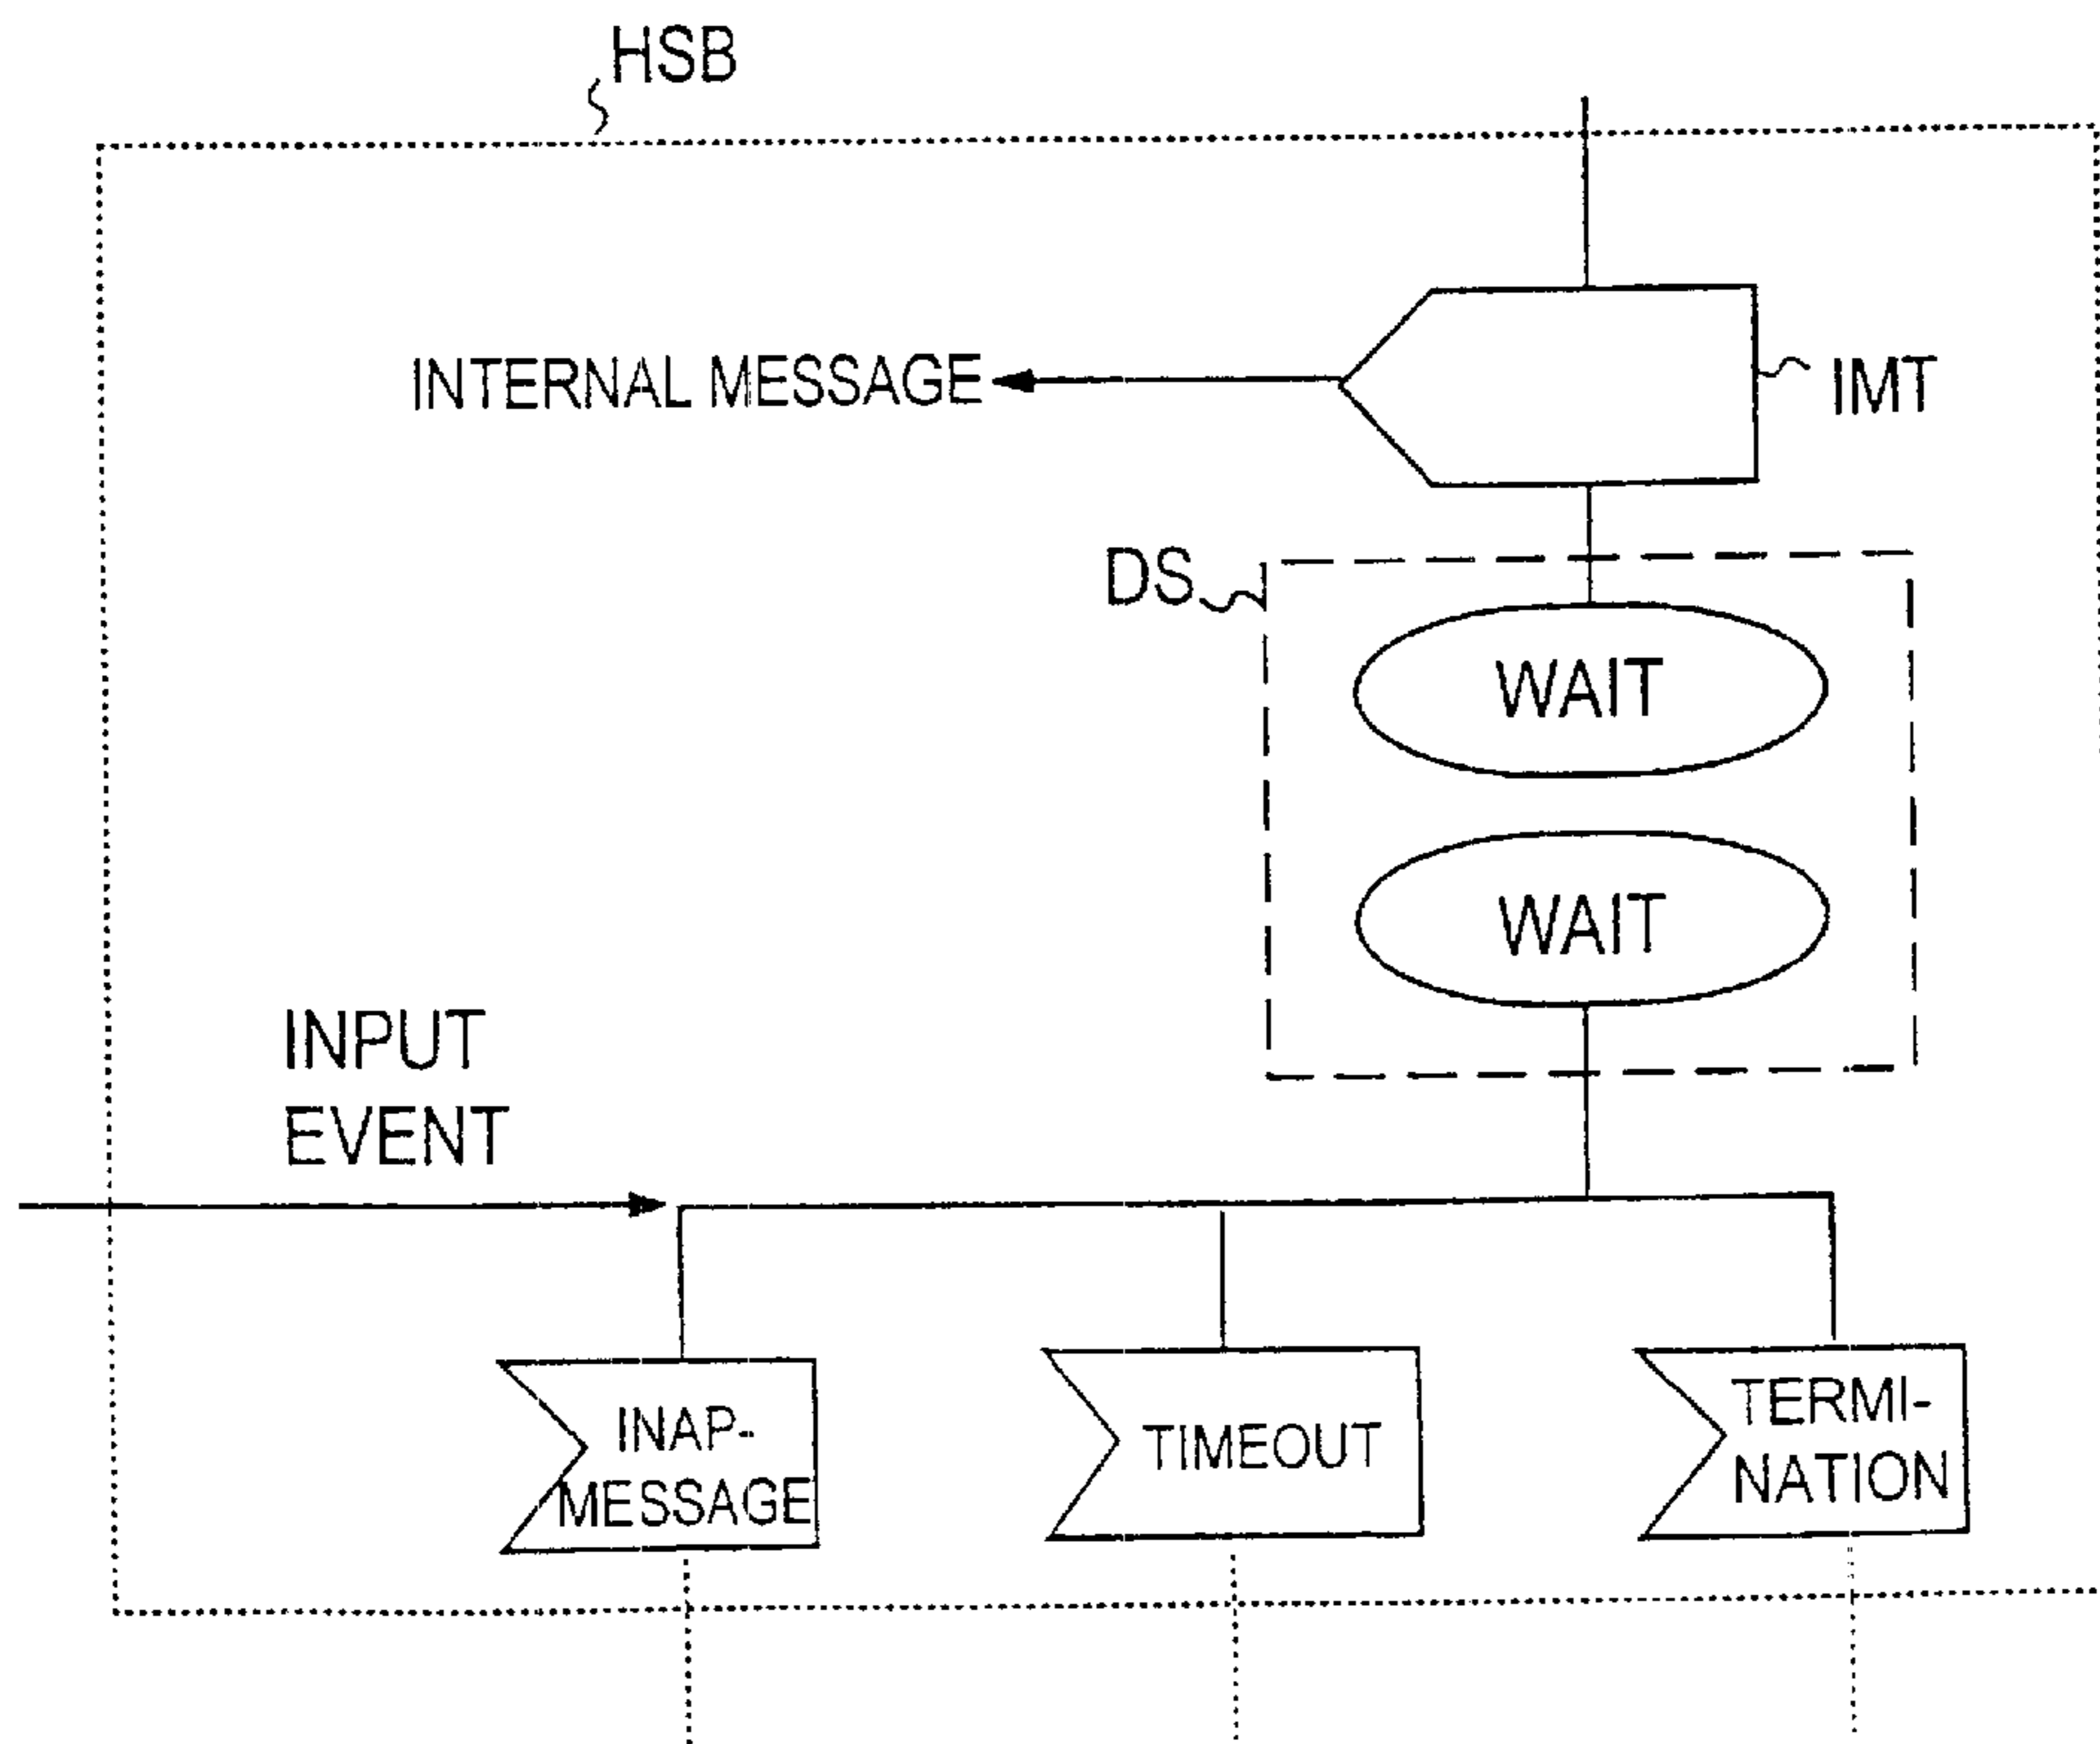 HSB
INTERNAL MESSAGE
IMT
DS
WAIT
WAIT
INPUT
EVENT
INAP-
MESSAGE
TIMEOUT
TERMI-
NATION